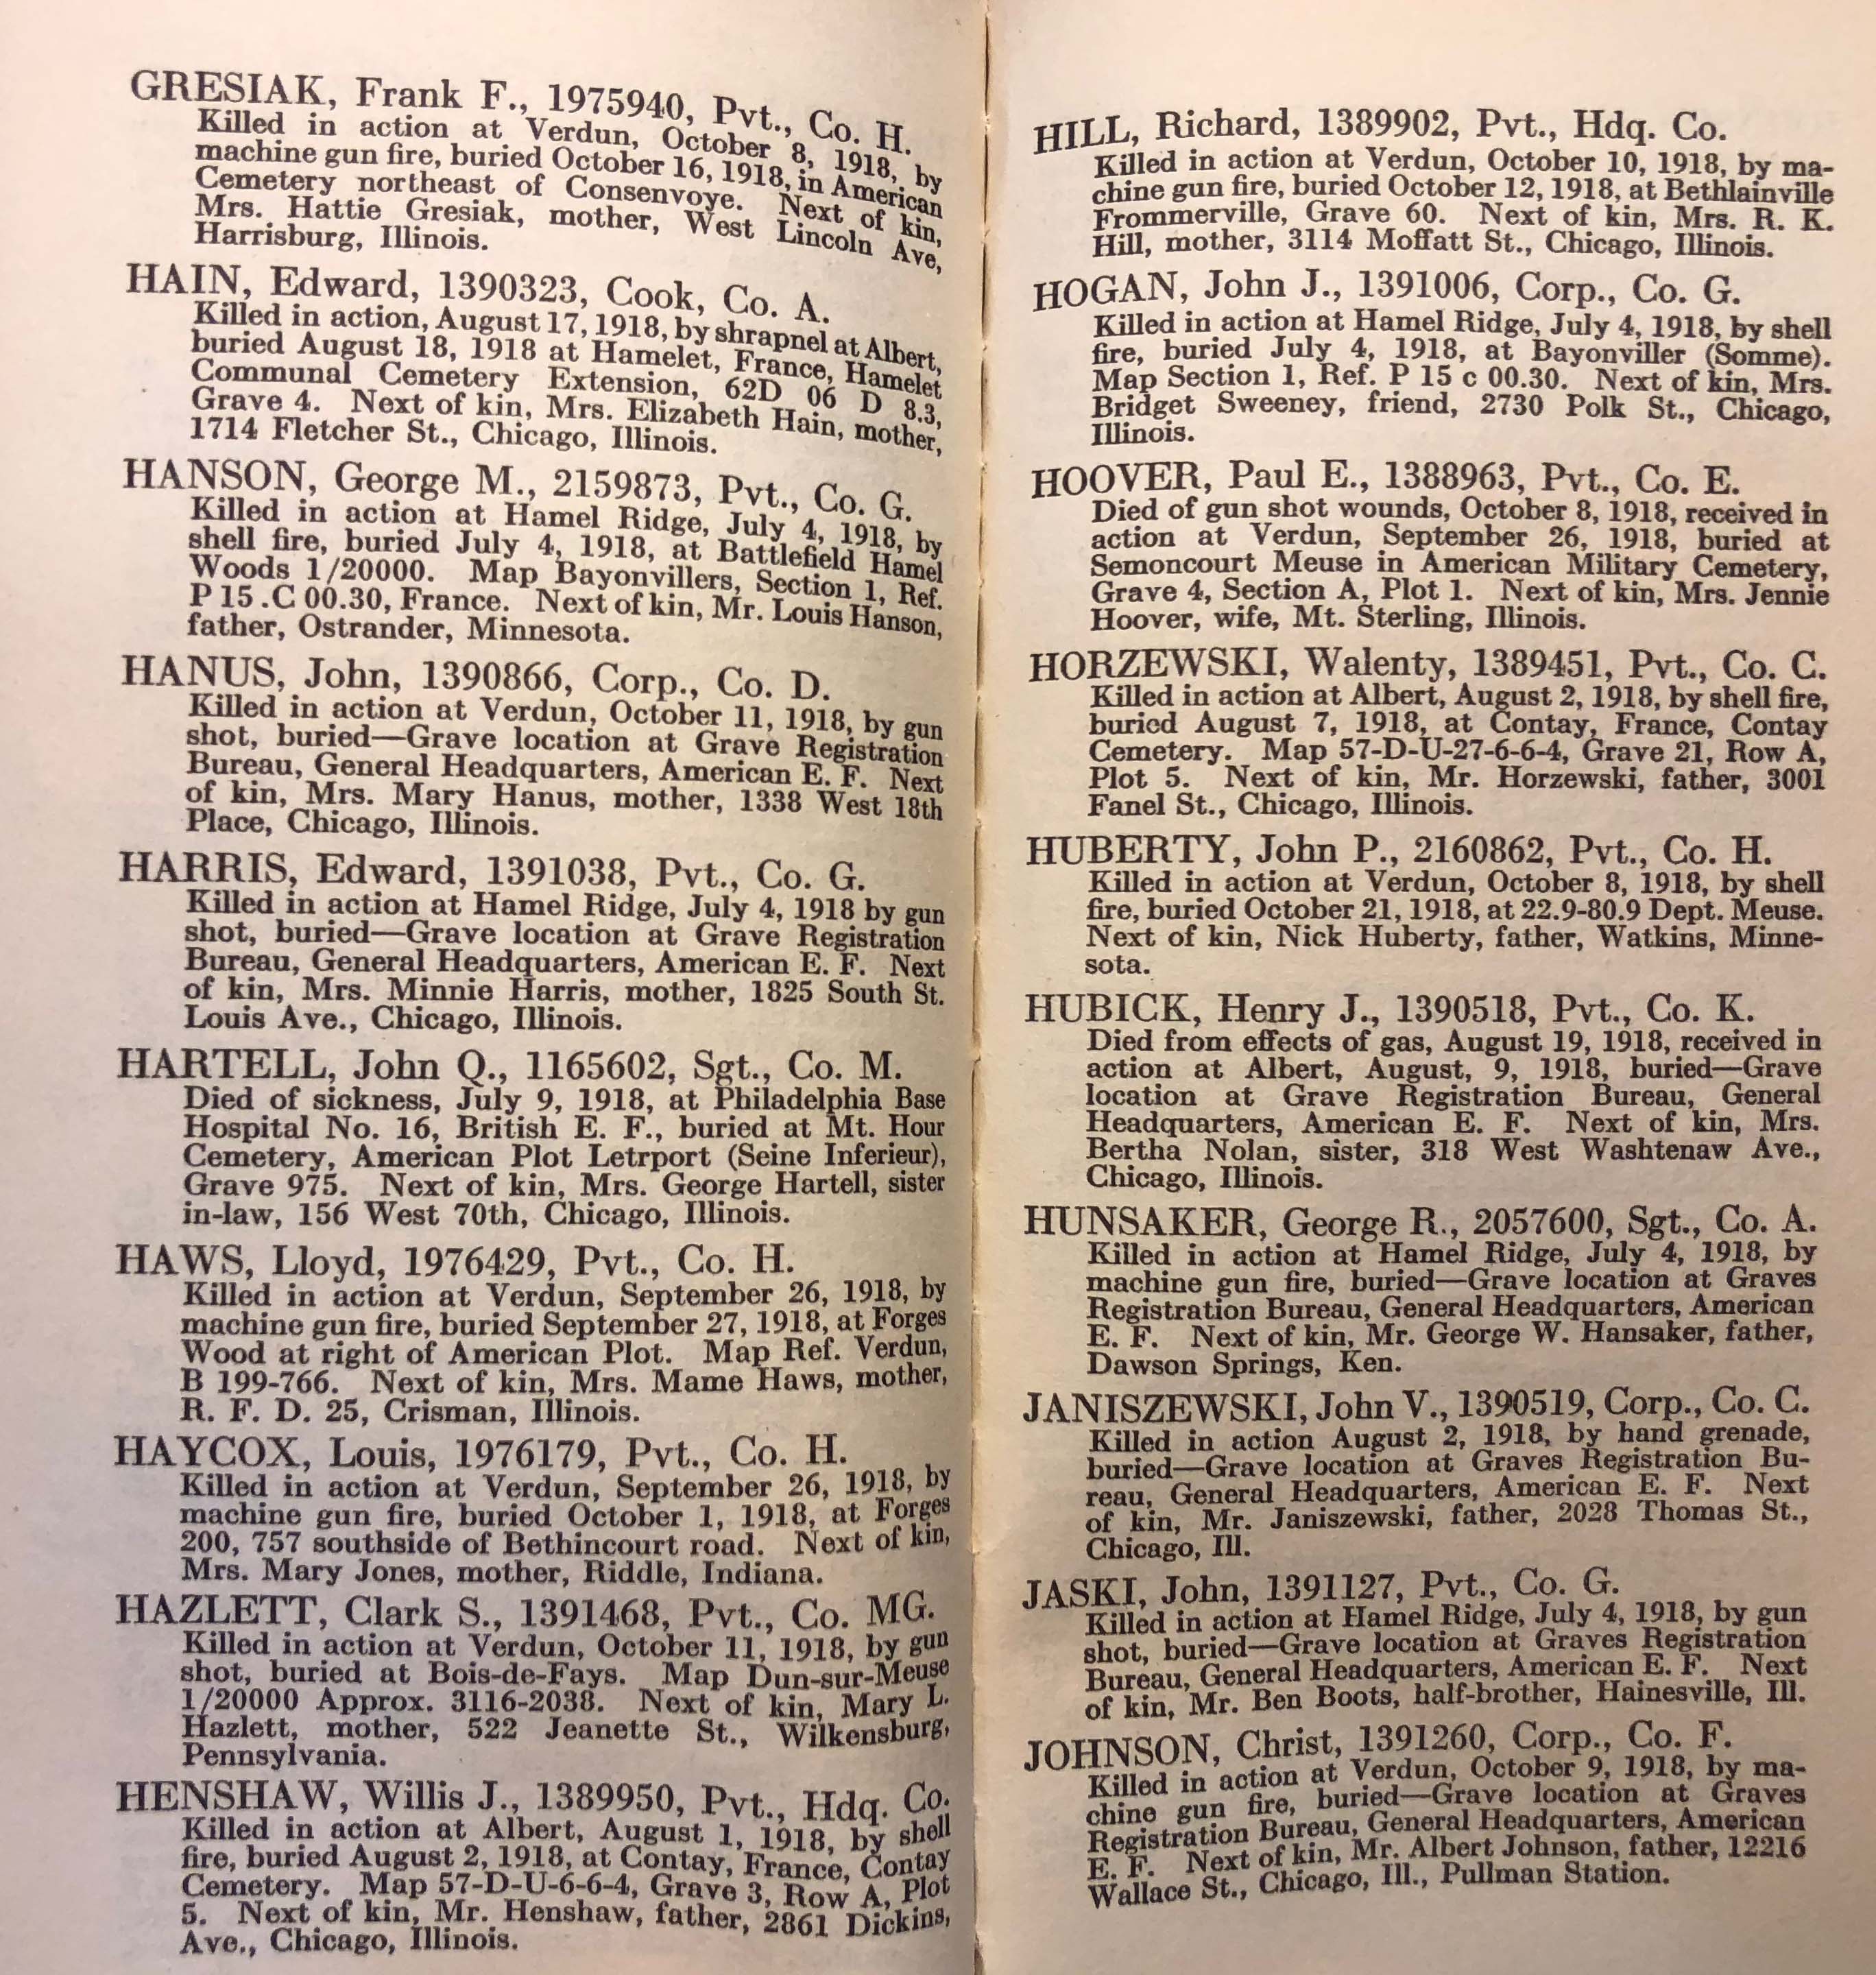 GRESIAK, Frank F., 1975940, Pvt., Co. H.
Killed in action at Verdun, October 8, 1918, by
machine gun fire, buried October 16, 1918, in American
Cemetery northeast of Consenvoye. Next of kin,
Mrs. Hattie Gresiak, mother, West Lincoln Ave,
Harrisburg, Illinois.
HAIN, Edward, 1390323, Cook, Co. A.
Killed in action, August 17, 1918, by shrapnel at Albert,
buried August 18, 1918 at Hamelet, France, Hamelet
Communal Cemetery Extension, 62D 06 D 8.3,
Grave 4. Next of kin, Mrs. Elizabeth Hain, mother,
1714 Fletcher St., Chicago, Illinois.
HANSON, George M., 2159873, Pvt., Co. G.
Killed in action at Hamel Ridge, July 4, 1918, by
shell fire, buried July 4, 1918, at Battlefield Hamel
Woods 1/20000. Map Bayonvillers, Section 1, Ref.
P 15 .C 00.30, France. Next of kin, Mr. Louis Hanson,
father, Ostrander, Minnesota.
HANUS, John, 1390866, Corp., Co. D.
Killed in action at Verdun, October 11, 1918, by gun
shot, buried—Grave location at Grave Registration
Bureau, General Headquarters, American E. F. Next
of kin, Mrs. Mary Hanus, mother, 1338 West 18th
Place, Chicago, Illinois.
HARRIS, Edward, 1391038, Pvt., Co. G.
Killed in action at Hamel Ridge, July 4, 1918 by gun
shot, buried—Grave location at Grave Registration
Bureau, General Headquarters, American E. F. Next
of kin, Mrs. Minnie Harris, mother, 1825 South St.
Louis Ave., Chicago, Illinois.
HARTELL, John Q., 1165602, Sgt., Co. M.
Died of sickness, July 9, 1918, at Philadelphia Base
Hospital No. 16, British E. F., buried at Mt. Hour
Cemetery, American Plot Letrport (Seine Inferieur),
Grave 975. Next of kin, Mrs. George Hartell, sister
in-law, 156 West 70th, Chicago, Illinois.
HAWS, Lloyd, 1976429, Pvt., Co. H.
Killed in action at Verdun, September 26, 1918, by
machine gun fire, buried September 27, 1918, at Forges
Wood at right of American Plot. Map Ref. Verdun,
B 199-766. Next of kin, Mrs. Mame Haws, mother,
R. F. D. 25, Crisman, Illinois.
HAYCOX, Louis, 1976179, Pvt., Co. H.
Killed in action at Verdun, September 26, 1918, by
machine gun fire, buried October 1, 1918, at Forges
200, 757 southside of Bethincourt road. Next of kin,
Mrs. Mary Jones, mother, Riddle, Indiana.
HAZLETT, Clark S., 1391468, Pvt., Co. MG.
Killed in action at Verdun, October 11, 1918, by gun
shot, buried at Bois-de-Fays. Map Dun-sur-Meuse
1/20000 Approx. 3116-2038. Next of kin, Mary L.
Hazlett, mother, 522 Jeanette St., Wilkensburg,
Pennsylvania.
HENSHAW, Willis J., 1389950, Pvt., Hdq. Co.
Killed in action at Albert, August 1, 1918, by shell
fire, buried August 2, 1918, at Contay, France, Contay
Cemetery. Map 57-D-U-6-6-4, Grave 3, Row A, Plot
5. Next of kin, Mr. Henshaw, father, 2861 Dickins,
Ave., Chicago, Illinois.
HILL, Richard, 1389902, Pvt., Hdq. Co.
Killed in action at Verdun, October 10, 1918, by ma-
chine gun fire, buried October 12, 1918, at Bethlainville
Frommerville, Grave 60. Next of kin, Mrs. R. K.
Hill, mother, 3114 Moffatt St., Chicago, Illinois.
HOGAN, John J., 1391006, Corp., Co. G.
Killed in action at Hamel Ridge, July 4, 1918, by shell
fire, buried July 4, 1918, at Bayonviller (Somme).
Map Section 1, Ref. P 15 c 00.30. Next of kin, Mrs.
Bridget Sweeney, friend, 2730 Polk St., Chicago,
Illinois.
HOOVER, Paul E., 1388963, Pvt., Co. E.
Died of gun shot wounds, October 8, 1918, received in
action at Verdun, September 26, 1918, buried at
Semoncourt Meuse in American Military Cemetery,
Grave 4, Section A, Plot 1. Next of kin, Mrs. Jennie
Hoover, wife, Mt. Sterling, Illinois.
HORZEWSKI, Walenty, 1389451, Pvt., Co. C.
Killed in action at Albert, August 2, 1918, by shell fire,
buried August 7, 1918, at Contay, France, Contay
Cemetery. Map 57-D-U-27-6-6-4, Grave 21, Row A,
Plot 5. Next of kin, Mr. Horzewski, father, 3001
Fanel St., Chicago, Illinois.
HUBERTY, John P., 2160862, Pvt., Co. H.
Killed in action at Verdun, October 8, 1918, by shell
fire, buried October 21, 1918, at 22.9-80.9 Dept. Meuse.
Next of kin, Nick Huberty, father, Watkins, Minne-
sota.
HUBICK, Henry J., 1390518, Pvt., Co. K.
Died from effects of gas, August 19, 1918, received in
action at Albert, August, 9, 1918, buried—Grave
location at Grave Registration Bureau, General
Headquarters, American E. F. Next of kin, Mrs.
Bertha Nolan, sister, 318 West Washtenaw Ave.,
Chicago, Illinois.
HUNSAKER, George R., 2057600, Sgt., Co. A.
Killed in action at Hamel Ridge, July 4, 1918, by
machine gun fire, buried—Grave location at Graves
Registration Bureau, General Headquarters, American
E. F. Next of kin, Mr. George W. Hansaker, father,
Dawson Springs, Ken.
JANISZEWSKI, John V., 1390519, Corp., Co. C.
Killed in action August 2, 1918, by hand grenade,
buried—Grave location at Graves Registration Bu-
reau, General Headquarters, American E. F. Next
of kin, Mr. Janiszewski, father, 2028 Thomas St.,
Chicago, Ill.
JASKI, John, 1391127, Pvt., Co. G.
Killed in action at Hamel Ridge, July 4, 1918, by gun
shot, buried—Grave location at Graves Registration
Bureau, General Headquarters, American E. F. Next
of kin, Mr. Ben Boots, half-brother, Hainesville, Ill.
JOHNSON, Christ, 1391260, Corp., Co. F.
Killed in action at Verdun, October 9, 1918, by ma-
chine gun fire, buried—Grave location at Graves
Registration Bureau, General Headquarters, American
E. F. Next of kin, Mr. Albert Johnson, father, 12216
Wallace St., Chicago, Ill., Pullman Station.